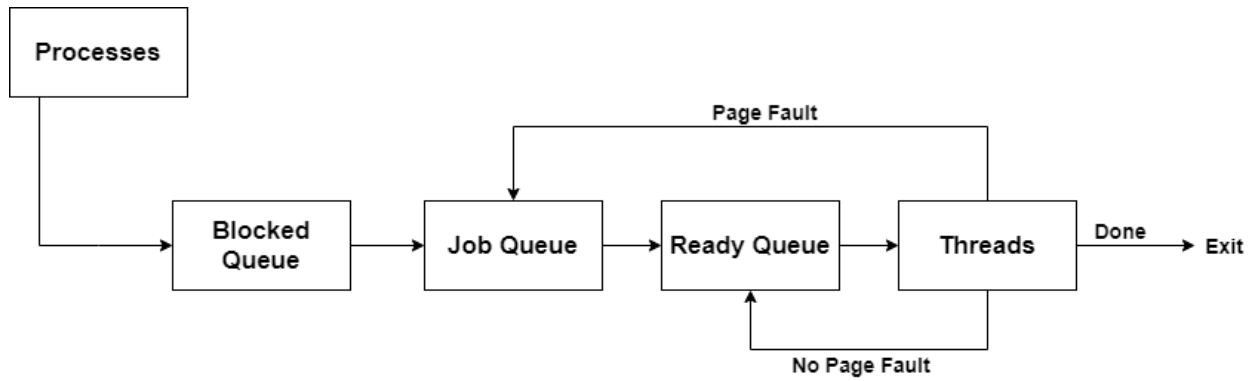 Processes
Page Fault
Blocked
Queue
Job Queue
Ready Queue
Threads
Done
Exit
No Page Fault